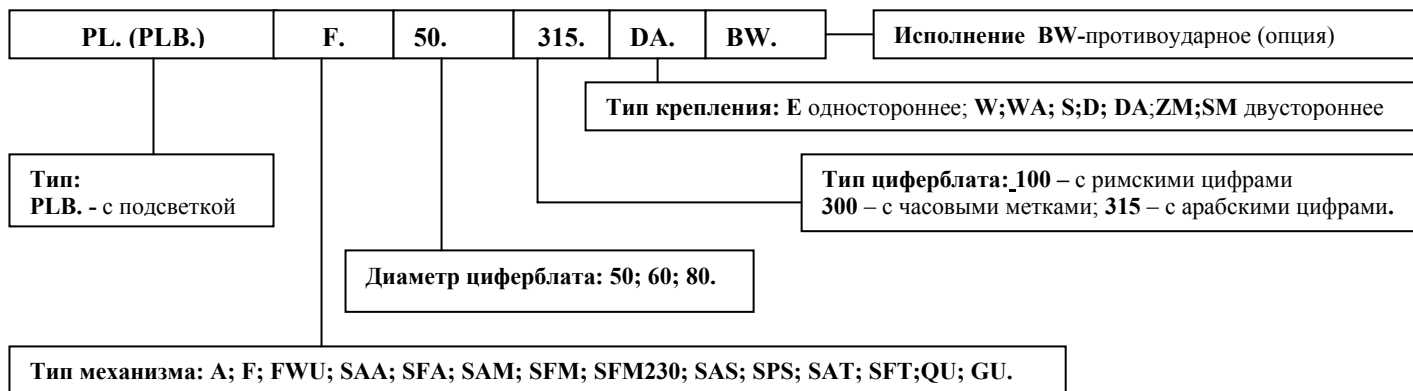 PL. (PLB.) F. 50. 315. DA. BW. Исполнение BW-противоударное (опция)
Тип крепления: E одностороннее; W;WA; S;D; DA;ZM;SM двустороннее
Тип:
PLB. - с подсветкой
Тип циферблата: 100 – с римскими цифрами
300 – с часовыми метками; 315 – с арабскими цифрами.
Диаметр циферблата: 50; 60; 80.
Тип механизма: A; F; FWU; SAA; SFA; SAM; SFM; SFM230; SAS; SPS; SAT; SFT;QU; GU.